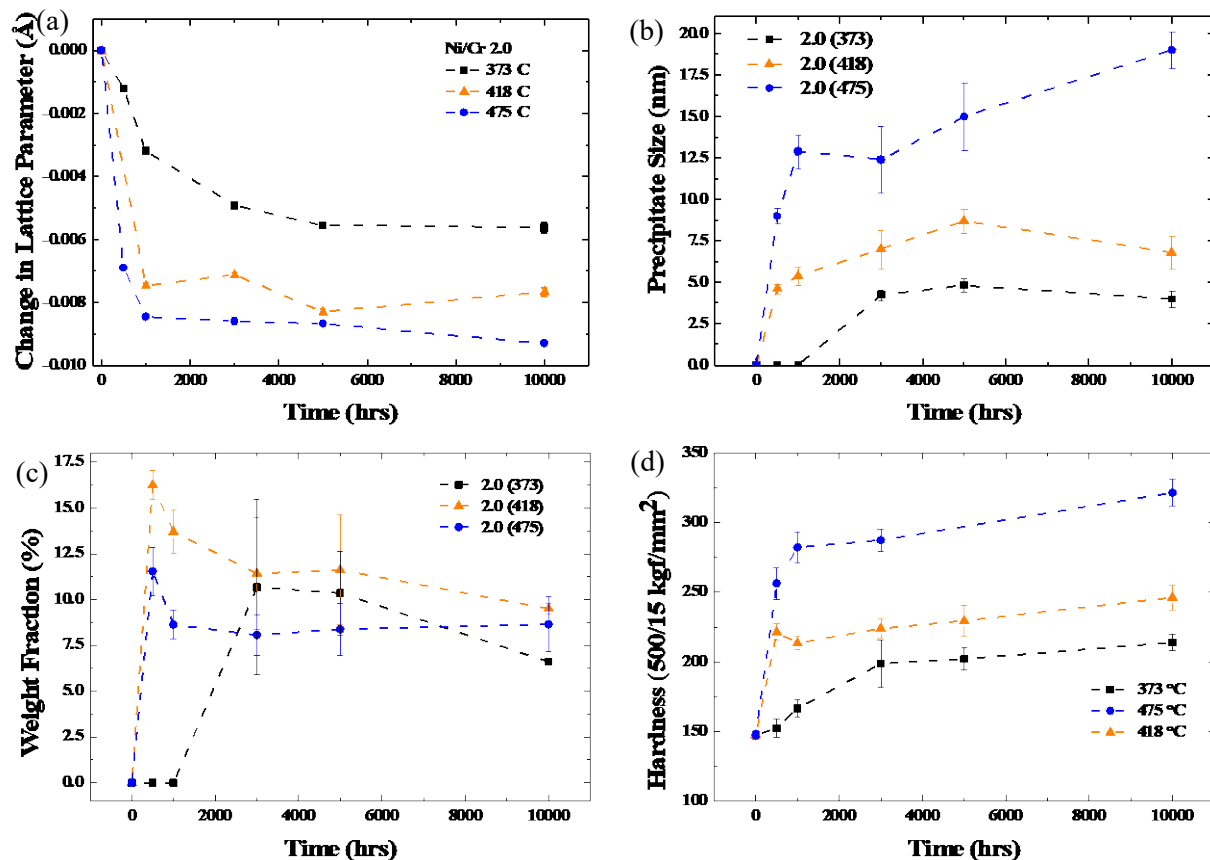 (a)
Change in Lattice Parameter (Å)
0.000
-0.002
-0.004
-0.006
-0.008
-0.010
Ni/Cr 2.0
373 C
418 C
475 C
0 2000 4000 6000 8000 10000
Time (hrs)
(b)
Precipitate Size (nm)
20.0
17.5
15.0
12.5
10.0
7.5
5.0
2.5
0.0
2.0 (373)
2.0 (418)
2.0 (475)
0 2000 4000 6000 8000 10000
Time (hrs)
(c)
Weight Fraction (%)
17.5
15.0
12.5
10.0
7.5
5.0
2.5
0.0
2.0 (373)
2.0 (418)
2.0 (475)
0 2000 4000 6000 8000 10000
Time (hrs)
(d)
Hardness (500/15 kgf/mm²)
350
300
250
200
150
100
373 °C
475 °C
418 °C
0 2000 4000 6000 8000 10000
Time (hrs)